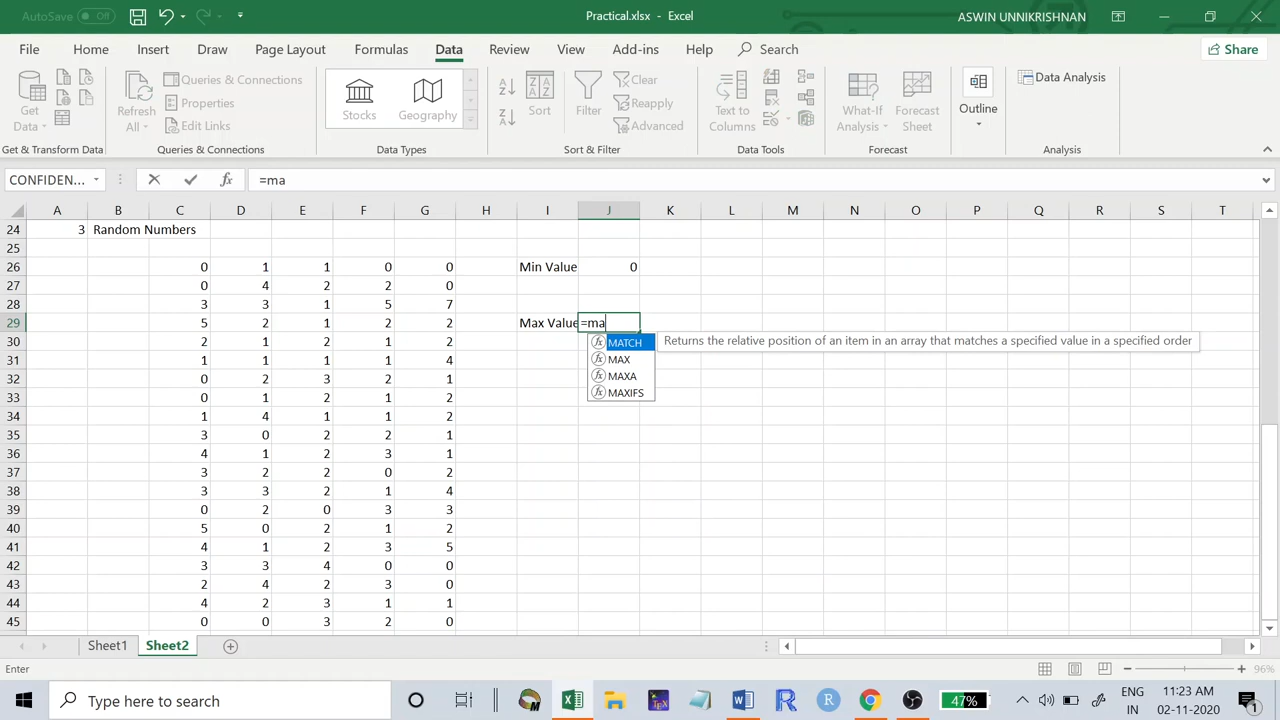 AutoSave Off
Practical.xlsx - Excel
ASWIN UNNIKRISHNAN
File Home Insert Draw Page Layout Formulas Data Review View Add-ins Help Search Share
Get Data
Refresh All
Queries & Connections
Properties
Edit Links
Stocks
Geography
Sort
Filter
Clear
Reapply
Advanced
Text to Columns
What-If Analysis
Forecast Sheet
Outline
Data Analysis
Get & Transform Data Queries & Connections Data Types Sort & Filter Data Tools Forecast Analysis
CONFIDEN... fx =ma
A B C D E F G H I J K L M N O P Q R S T
24 3 Random Numbers
25
26 0 1 1 0 0 Min Value 0
27 0 4 2 2 0
28 3 3 1 5 7
29 5 2 1 2 2 Max Value =ma
30 2 1 2 1 2
MATCH Returns the relative position of an item in an array that matches a specified value in a specified order
31 1 1 1 1 4
MAX
32 0 2 3 2 1
MAXA
33 0 1 2 1 2
MAXIFS
34 1 4 1 1 2
35 3 0 2 2 1
36 4 1 2 3 1
37 3 2 2 0 2
38 3 3 2 1 4
39 0 2 0 3 3
40 5 0 2 1 2
41 4 1 2 3 5
42 3 3 4 0 0
43 2 4 2 3 0
44 4 2 3 1 1
45 0 0 3 2 0
Sheet1 Sheet2
Enter
96%
Type here to search
47%
ENG
IN
11:23 AM
02-11-2020
1